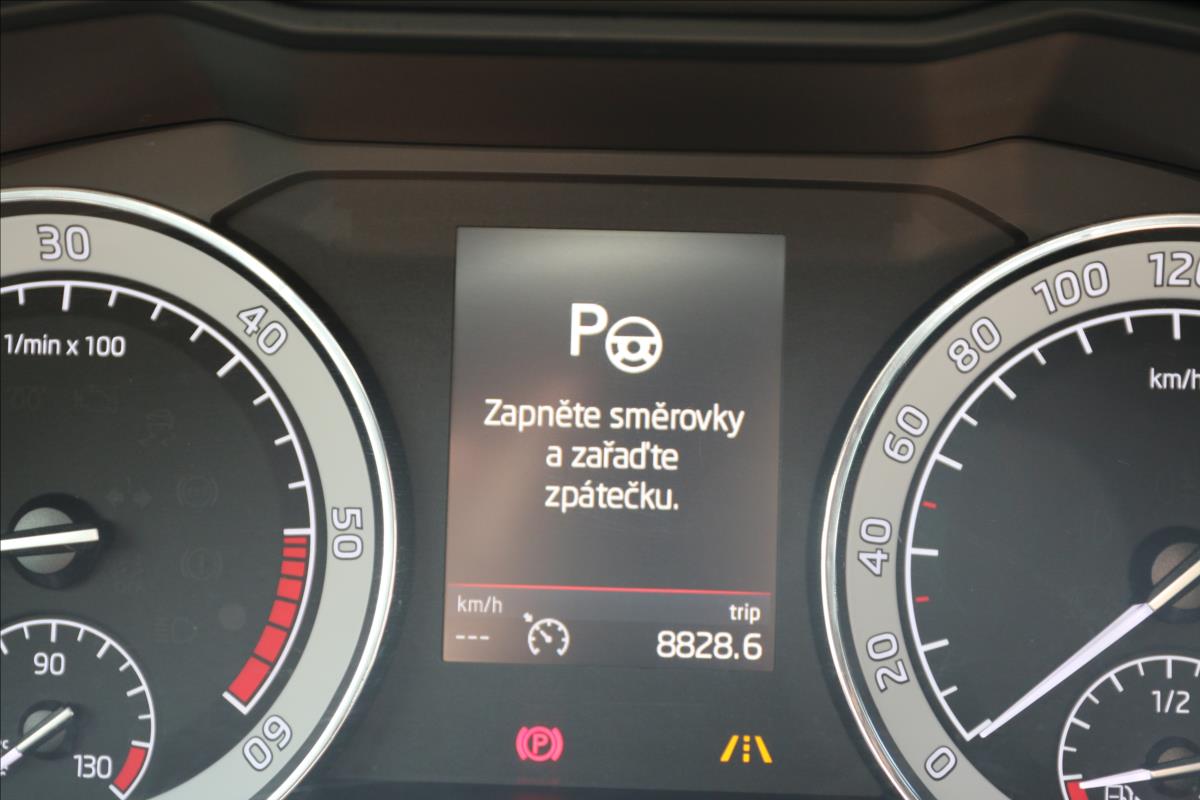 30
40
50
60
1/min x 100
90
130
P
Zapněte směrovky
a zařaďte
zpátečku.
km/h
trip
---
8828.6
P
120
100
80
60
40
20
0
km/h
1/2